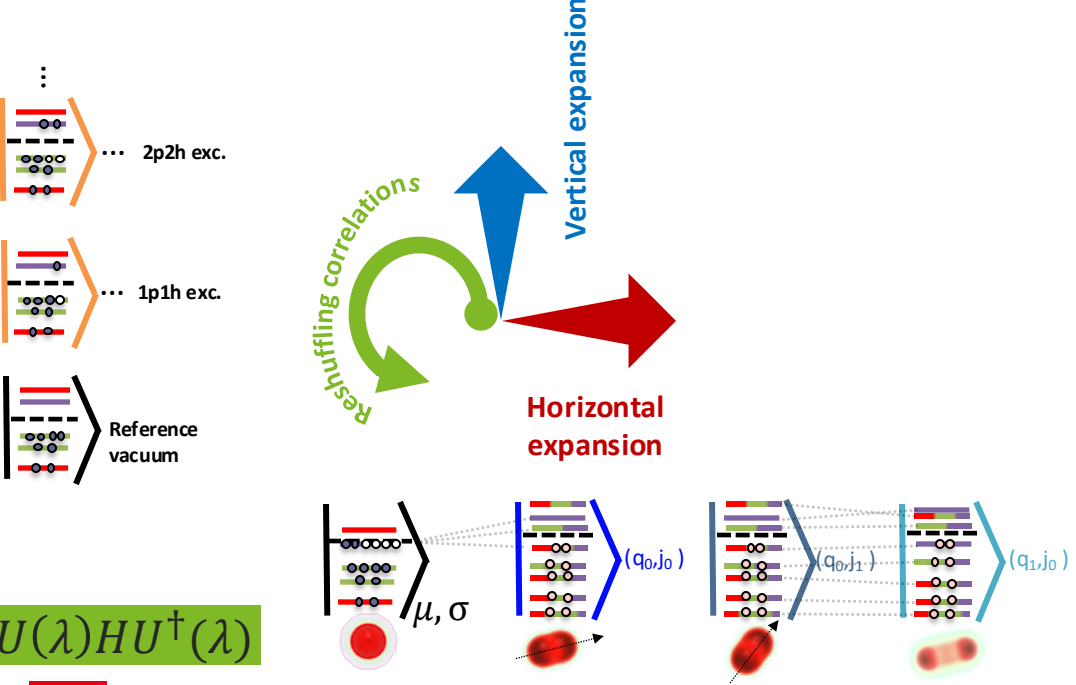 ⋮
... 2p2h exc.
... 1p1h exc.
Reference
vacuum
Reshuffling correlations
Vertical expansion
Horizontal
expansion
μ, σ
(q₀,j₀ )
(q₀,j₁ )
(q₁,j₀ )
U(λ)HU†(λ)